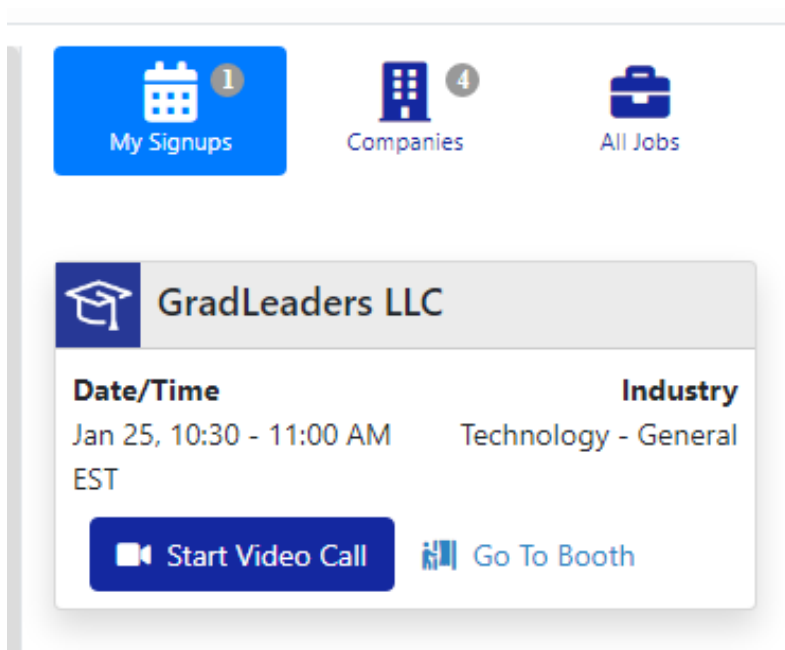 1
4
My Signups
Companies
All Jobs
GradLeaders LLC
Date/Time
Industry
Jan 25, 10:30 - 11:00 AM
EST
Technology - General
Start Video Call
Go To Booth